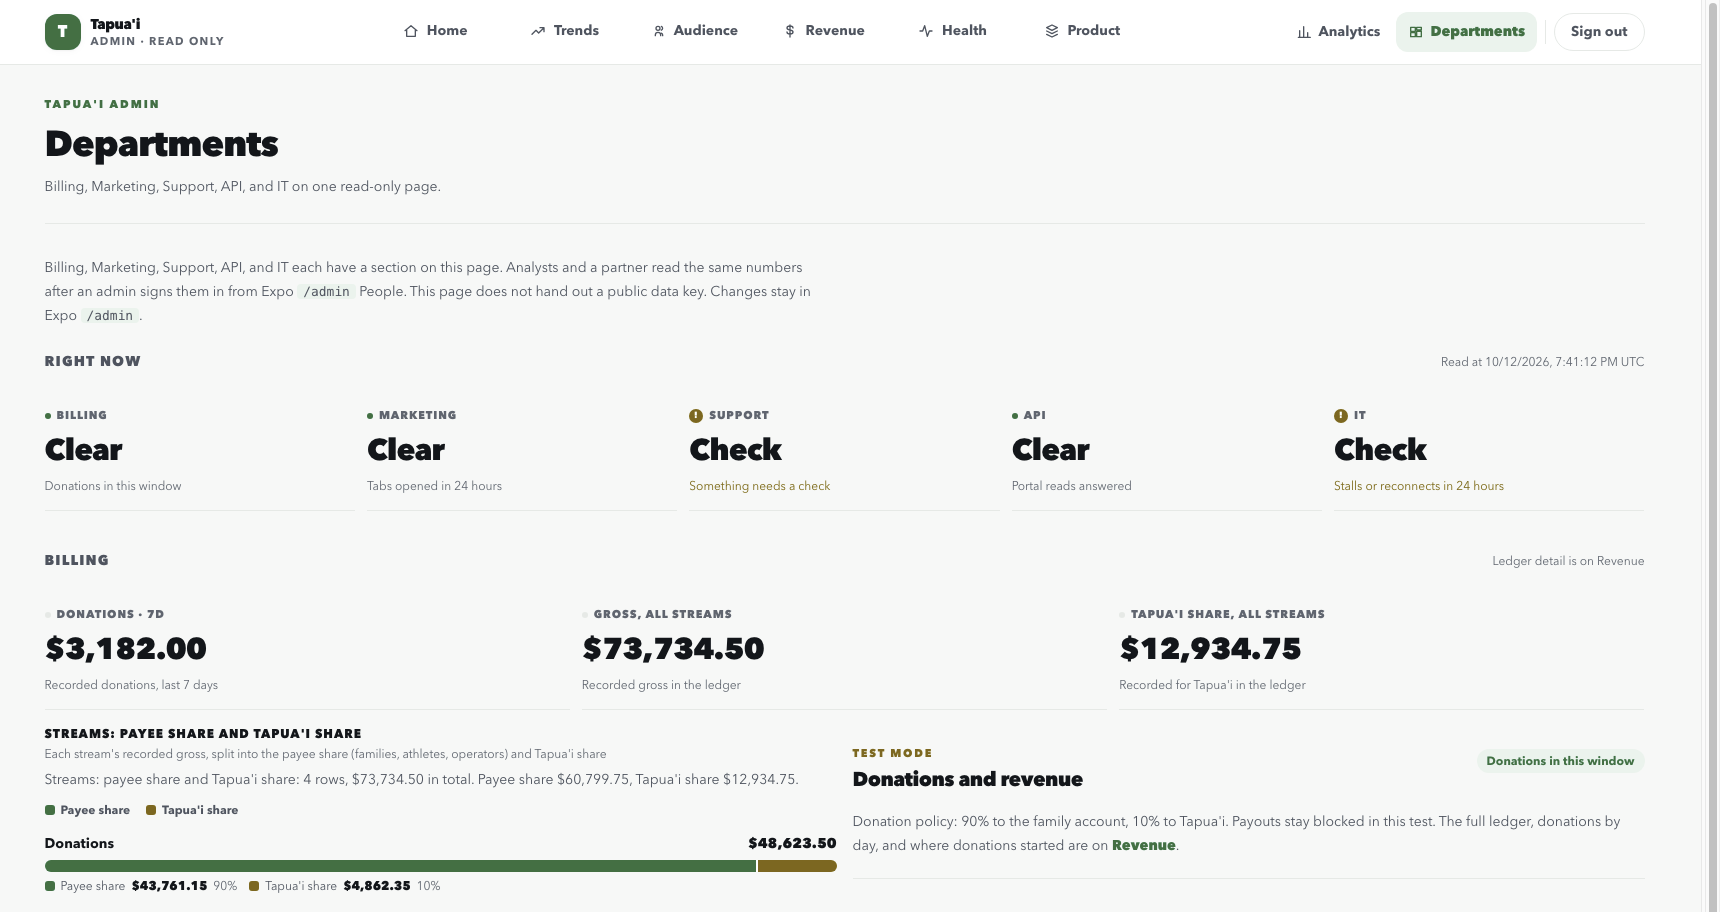 T
Tapua'i
ADMIN · READ ONLY
Home
Trends
Audience
Revenue
Health
Product
Analytics
Departments
Sign out
TAPUA'I ADMIN
Departments
Billing, Marketing, Support, API, and IT on one read-only page.
Billing, Marketing, Support, API, and IT each have a section on this page. Analysts and a partner read the same numbers
after an admin signs them in from Expo /admin People. This page does not hand out a public data key. Changes stay in
Expo /admin .
RIGHT NOW
Read at 10/12/2026, 7:41:12 PM UTC
BILLING
Clear
Donations in this window
MARKETING
Clear
Tabs opened in 24 hours
! SUPPORT
Check
Something needs a check
API
Clear
Portal reads answered
! IT
Check
Stalls or reconnects in 24 hours
BILLING
Ledger detail is on Revenue
DONATIONS · 7D
$3,182.00
Recorded donations, last 7 days
GROSS, ALL STREAMS
$73,734.50
Recorded gross in the ledger
TAPUA'I SHARE, ALL STREAMS
$12,934.75
Recorded for Tapua'i in the ledger
STREAMS: PAYEE SHARE AND TAPUA'I SHARE
Each stream's recorded gross, split into the payee share (families, athletes, operators) and Tapua'i share
Streams: payee share and Tapua'i share: 4 rows, $73,734.50 in total. Payee share $60,799.75, Tapua'i share $12,934.75.
Payee share
Tapua'i share
Donations
$48,623.50
Payee share $43,761.15 90%
Tapua'i share $4,862.35 10%
TEST MODE
Donations and revenue
Donations in this window
Donation policy: 90% to the family account, 10% to Tapua'i. Payouts stay blocked in this test. The full ledger, donations by
day, and where donations started are on Revenue.